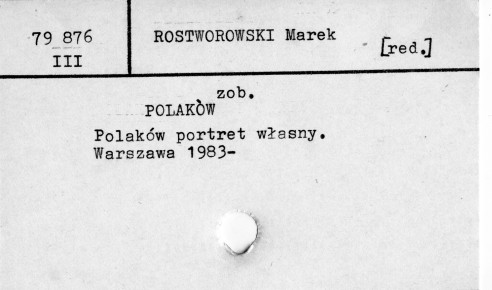 79 876
III
ROSTWOROWSKI Marek
[red.]
zob.
POLAKÓW
Polaków portret własny.
Warszawa 1983-